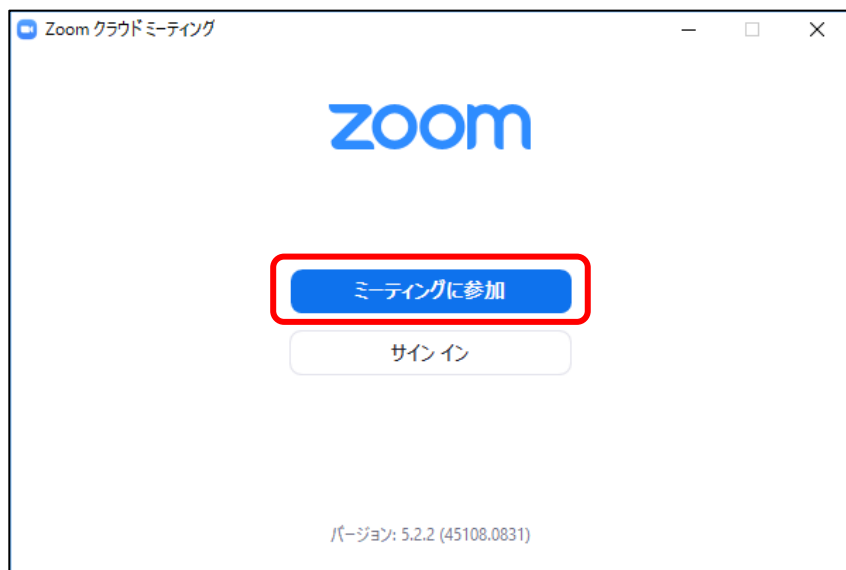 Zoom クラウド ミーティング
zoom
ミーティングに参加
サイン イン
バージョン: 5.2.2 (45108.0831)